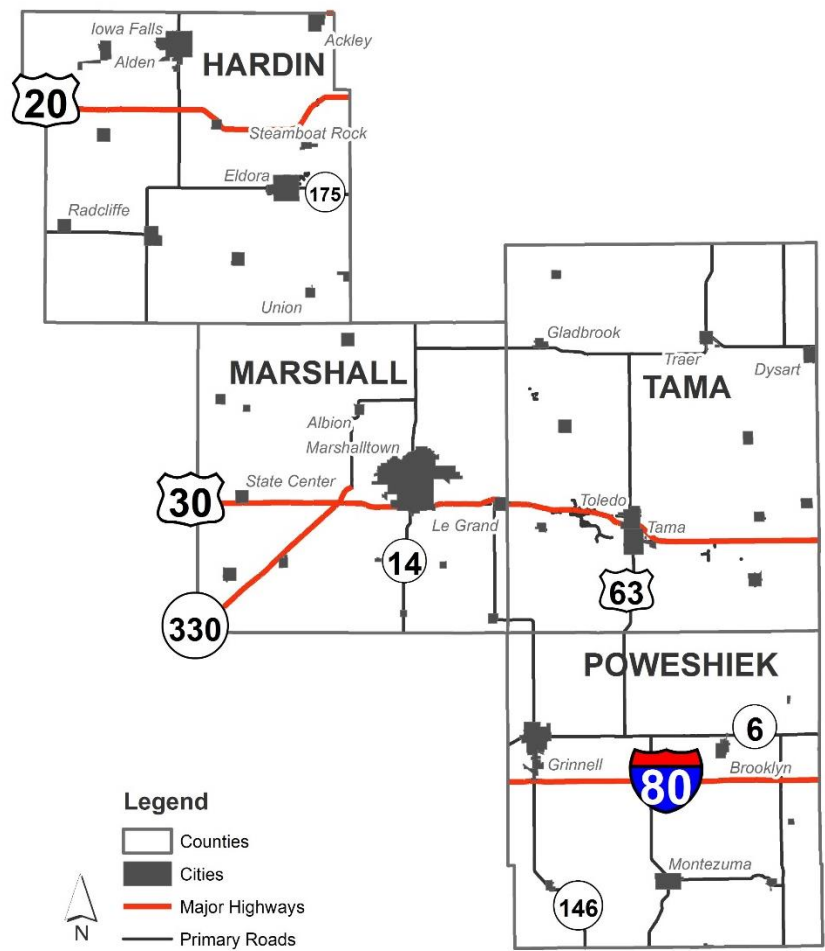 Iowa Falls
Ackley
Alden
HARDIN
20
Steamboat Rock
Eldora
175
Radcliffe
Union
Gladbrook
Traer
Dysart
MARSHALL
TAMA
Albion
Marshalltown
State Center
30
Toledo
Le Grand
Tama
14
63
330
POWESHIEK
6
Grinnell
80
Brooklyn
Montezuma
146
Legend
Counties
Cities
Major Highways
Primary Roads
N